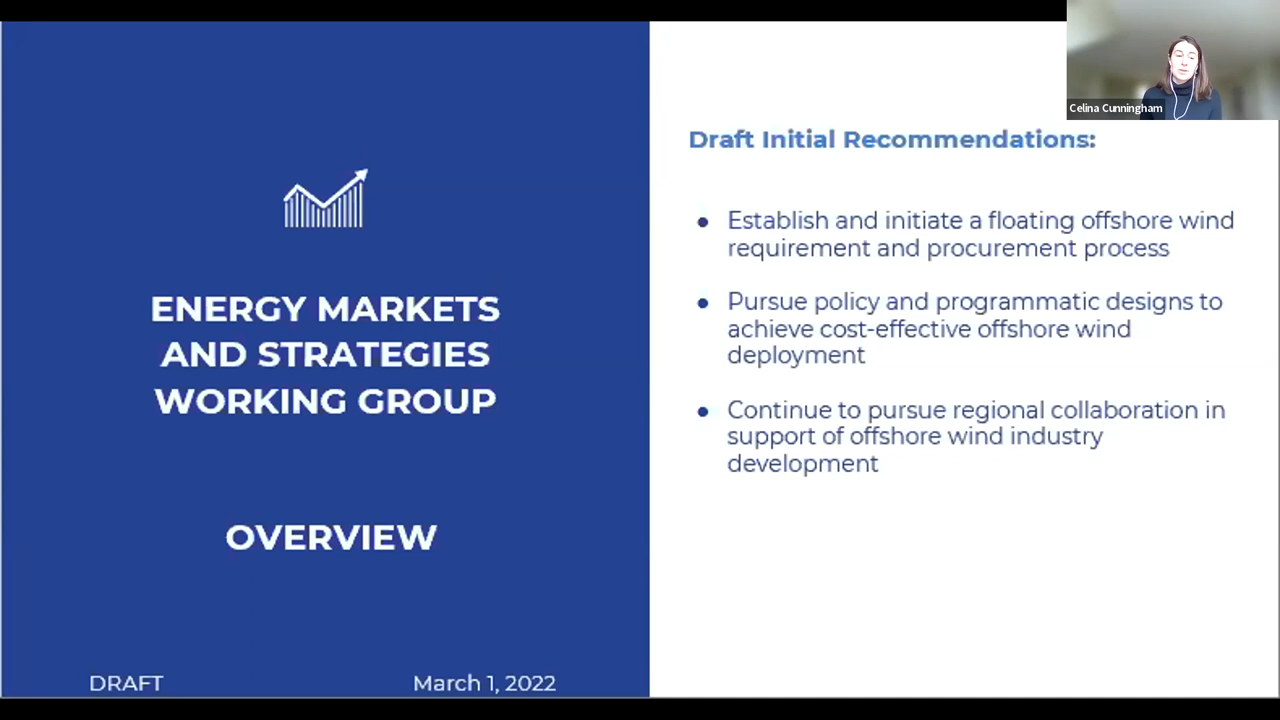 ENERGY MARKETS
AND STRATEGIES
WORKING GROUP
OVERVIEW
DRAFT
March 1, 2022
Celina Cunningham
Draft Initial Recommendations:
● Establish and initiate a floating offshore wind
requirement and procurement process
● Pursue policy and programmatic designs to
achieve cost-effective offshore wind
deployment
● Continue to pursue regional collaboration in
support of offshore wind industry
development